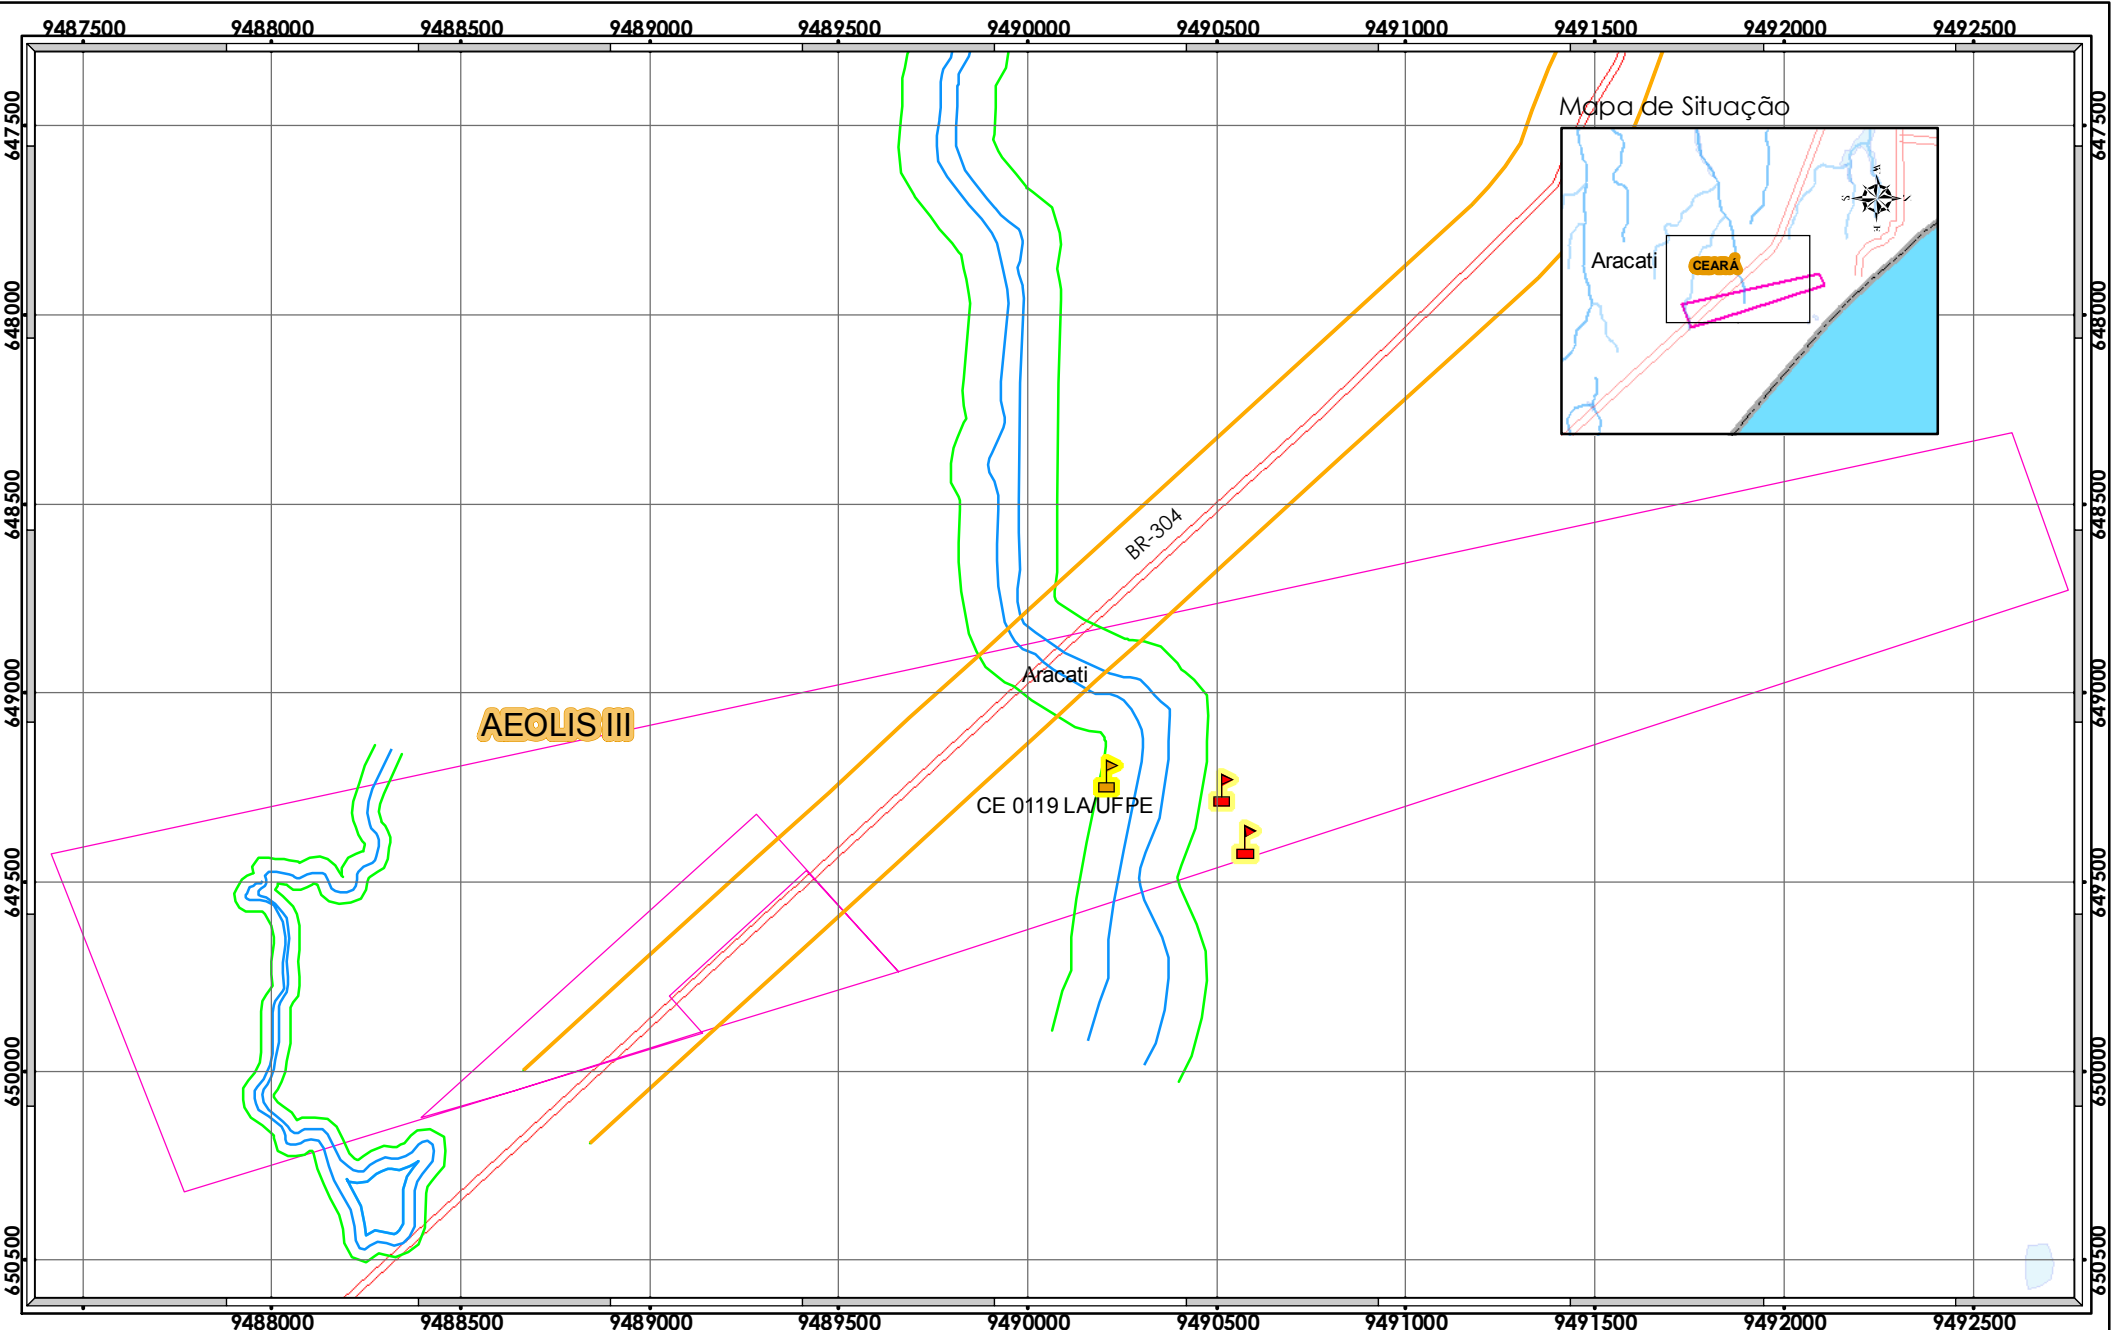 9487500 9488000 9488500 9489000 9489500 9490000 9490500 9491000 9491500 9492000 9492500
647500
648000
648500
649000
649500
650000
650500
Mapa de Situação
W
S
N
E
Aracati
CEARÁ
BR-304
Aracati
AEOLIS III
CE 0119 LA/UFPE
647500
648000
648500
649000
649500
650000
650500
9488000 9488500 9489000 9489500 9490000 9490500 9491000 9491500 9492000 9492500